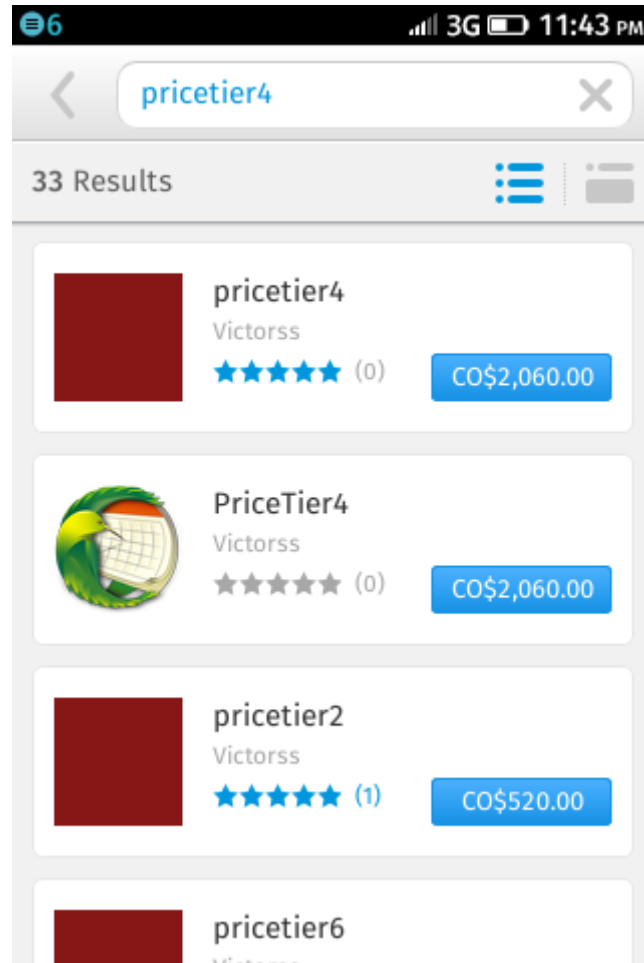 6 3G 11:43 PM
pricetier4
33 Results
pricetier4
Victorss
(0)
CO$2,060.00
PriceTier4
Victorss
(0)
CO$2,060.00
pricetier2
Victorss
(1)
CO$520.00
pricetier6
Victorss